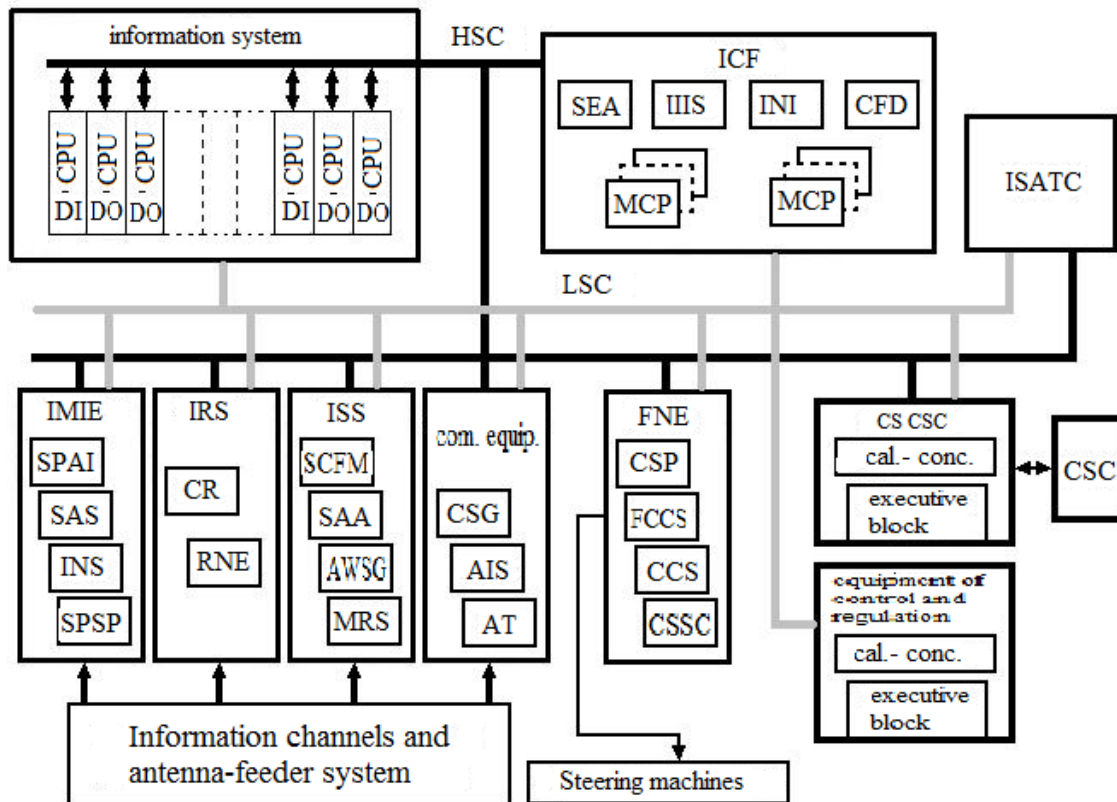 information system
HSC
-CPU
DI
-CPU
DO
-CPU
DO
-CPU
DI
-CPU
DO
-CPU
DO
ICF
SEA
IIIS
INI
CFD
MCP
MCP
ISATC
LSC
IMIE
SPAI
SAS
INS
SPSP
IRS
CR
RNE
ISS
SCFM
SAA
AWSG
MRS
com. equip.
CSG
AIS
AT
FNE
CSP
FCCS
CCS
CSSC
CS CSC
cal.- conc.
executive
block
CSC
equipment of
control and
regulation
cal.- conc.
executive
block
Information channels and
antenna-feeder system
Steering machines